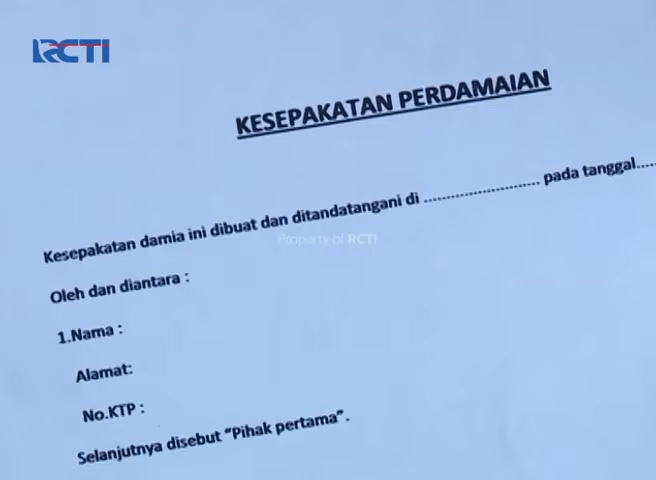 RCTI
KESEPAKATAN PERDAMAIAN
Kesepakatan damia ini dibuat dan ditandatangani di .......................... pada tanggal.....
Property of RCTI
Oleh dan diantara :
1.Nama :
Alamat:
No.KTP :
Selanjutnya disebut “Pihak pertama”.